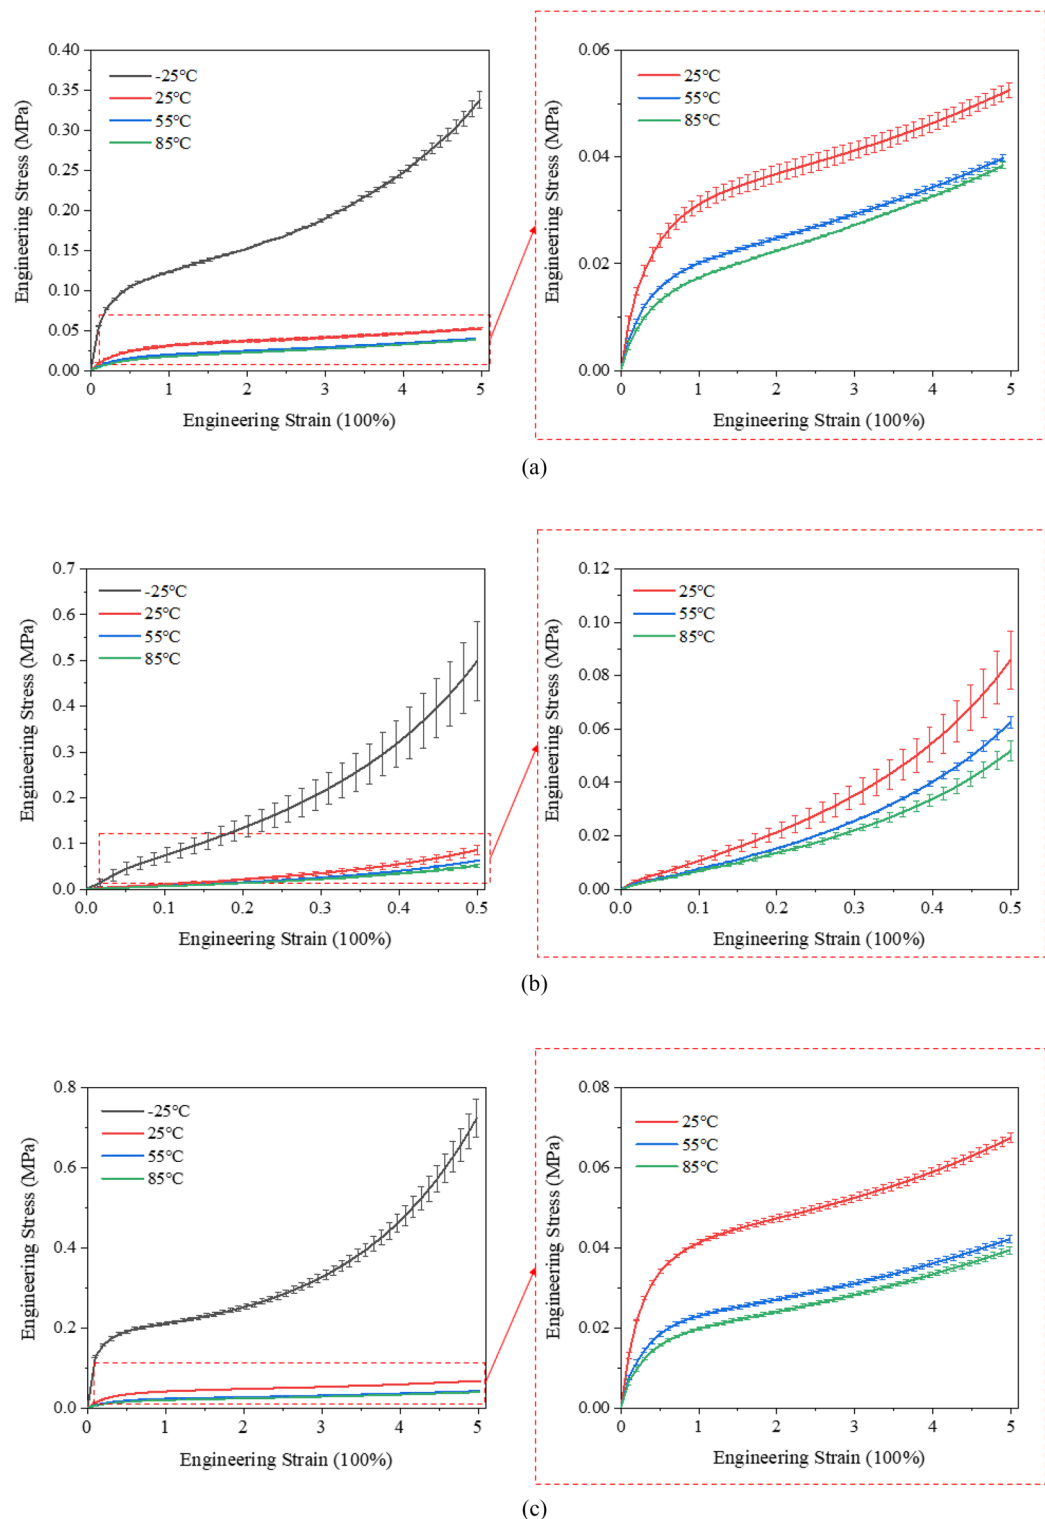 0.40
0.35
0.30
0.25
0.20
0.15
0.10
0.05
0.00
Engineering Stress (MPa)
-25℃
25℃
55℃
85℃
0 1 2 3 4 5
Engineering Strain (100%)
0.06
0.04
0.02
0.00
Engineering Stress (MPa)
25℃
55℃
85℃
0 1 2 3 4 5
Engineering Strain (100%)
(a)
0.7
0.6
0.5
0.4
0.3
0.2
0.1
0.0
Engineering Stress (MPa)
-25℃
25℃
55℃
85℃
0.0 0.1 0.2 0.3 0.4 0.5
Engineering Strain (100%)
0.12
0.10
0.08
0.06
0.04
0.02
0.00
Engineering Stress (MPa)
25℃
55℃
85℃
0.0 0.1 0.2 0.3 0.4 0.5
Engineering Strain (100%)
(b)
0.8
0.6
0.4
0.2
0.0
Engineering Stress (MPa)
-25℃
25℃
55℃
85℃
0 1 2 3 4 5
Engineering Strain (100%)
0.08
0.06
0.04
0.02
0.00
Engineering Stress (MPa)
25℃
55℃
85℃
0 1 2 3 4 5
Engineering Strain (100%)
(c)